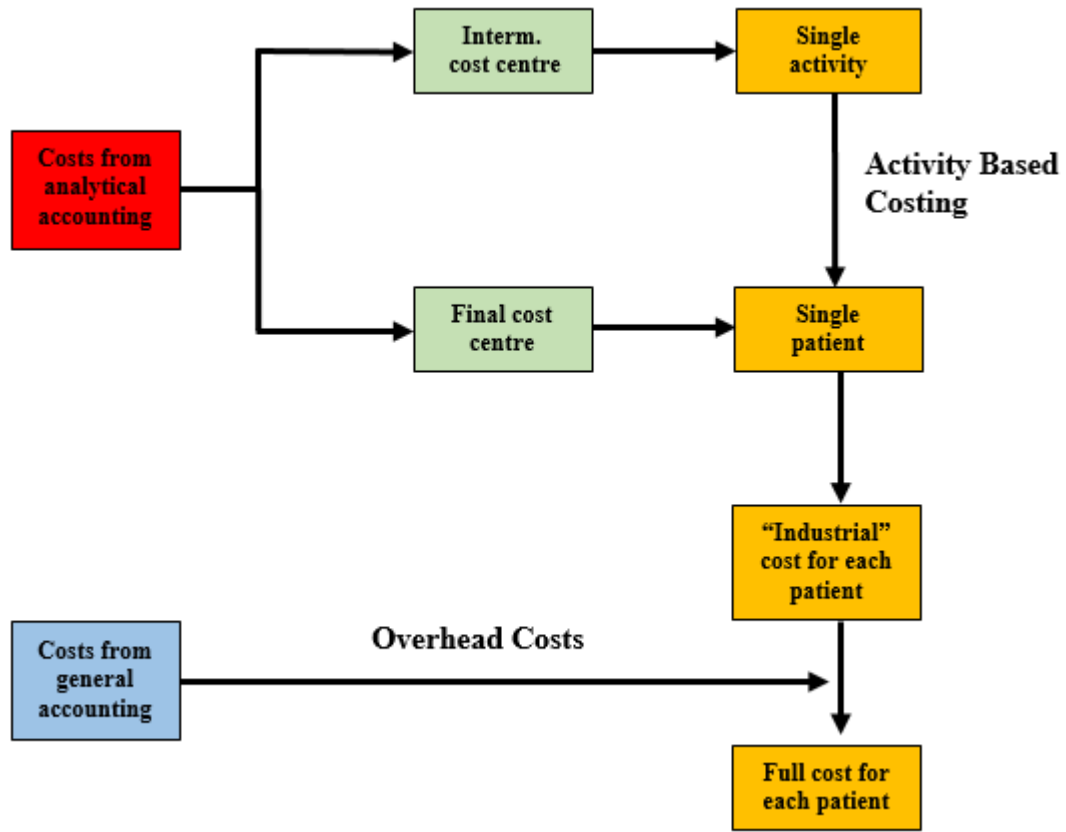 Interm.
cost centre
Single
activity
Costs from
analytical
accounting
Activity Based
Costing
Final cost
centre
Single
patient
“Industrial”
cost for each
patient
Costs from
general
accounting
Overhead Costs
Full cost for
each patient